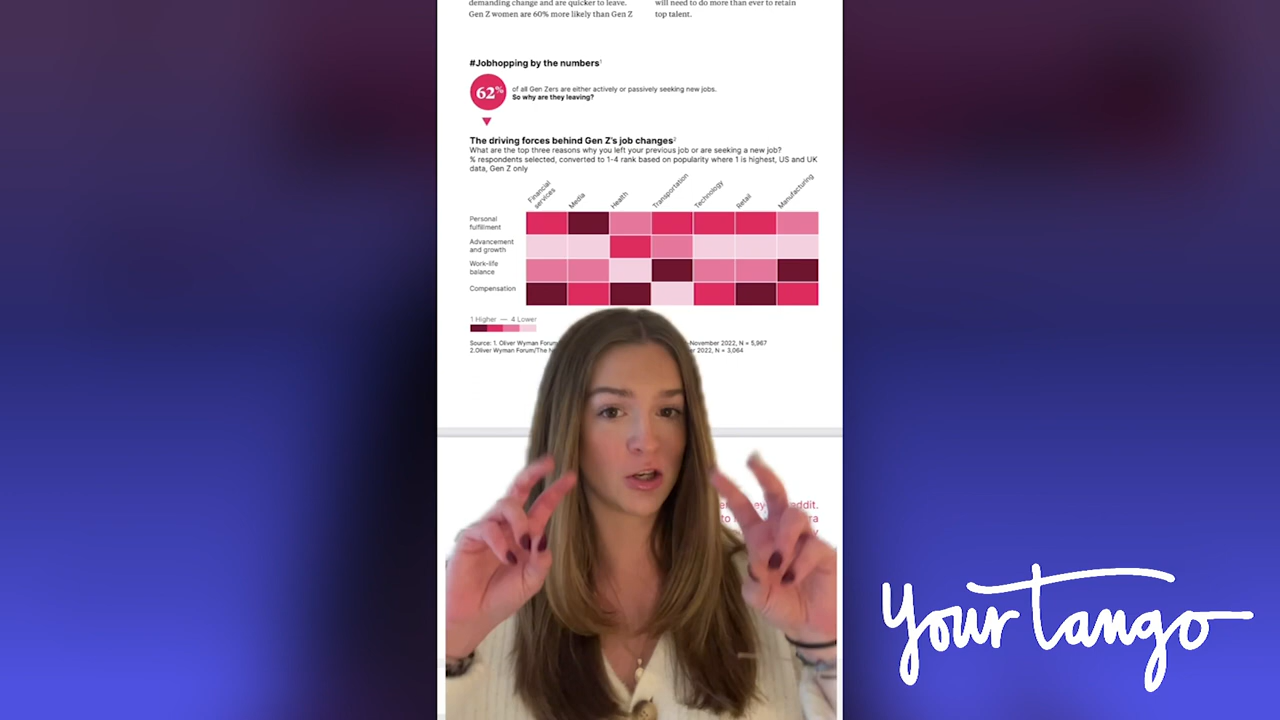 demanding change and are quicker to leave.
Gen Z women are 60% more likely than Gen Z
will need to do more than ever to retain
top talent.
#Jobhopping by the numbers¹
62%
of all Gen Zers are either actively or passively seeking new jobs.
So why are they leaving?
The driving forces behind Gen Z's job changes²
What are the top three reasons why you left your previous job or are seeking a new job?
% respondents selected, converted to 1-4 rank based on popularity where 1 is highest, US and UK
data, Gen Z only
Financial
services
Media
Health
Transportation
Technology
Retail
Manufacturing
Personal
fulfillment
Advancement
and growth
Work-life
balance
Compensation
1 Higher — 4 Lower
Source: 1. Oliver Wyman Forum -November 2022, N = 5,967
2.Oliver Wyman Forum/The 2022, N = 3,064
YourTango